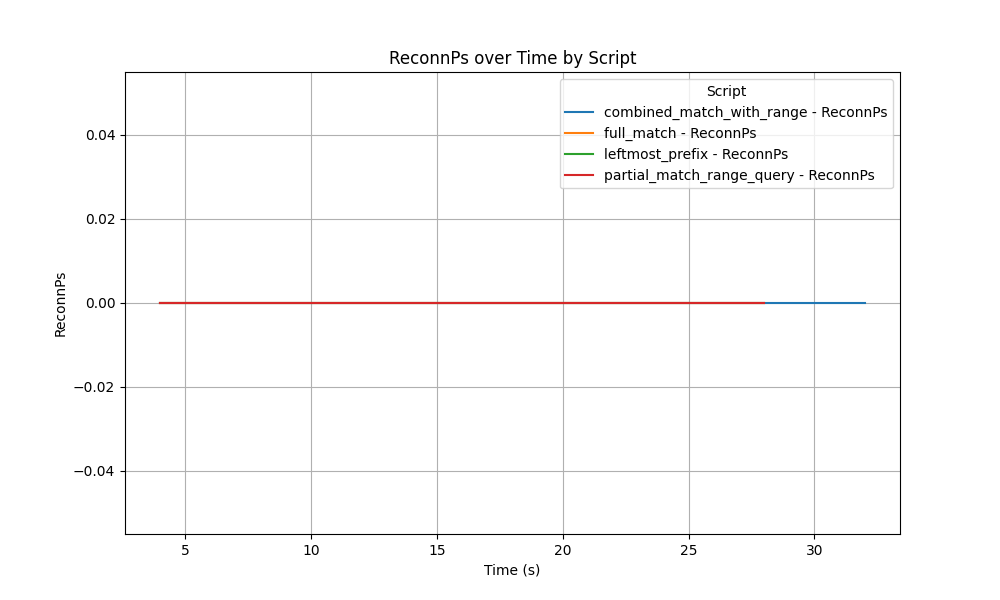 ReconnPs over Time by Script
Script
combined_match_with_range - ReconnPs
full_match - ReconnPs
leftmost_prefix - ReconnPs
partial_match_range_query - ReconnPs
0.04
0.02
0.00
−0.02
−0.04
ReconnPs
5 10 15 20 25 30
Time (s)